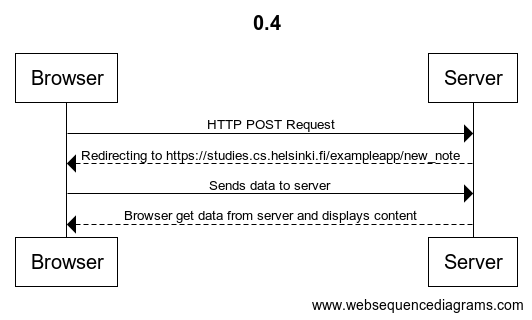 0.4
Browser
Server
HTTP POST Request
Redirecting to https://studies.cs.helsinki.fi/exampleapp/new_note
Sends data to server
Browser get data from server and displays content
Browser
Server
www.websequencediagrams.com